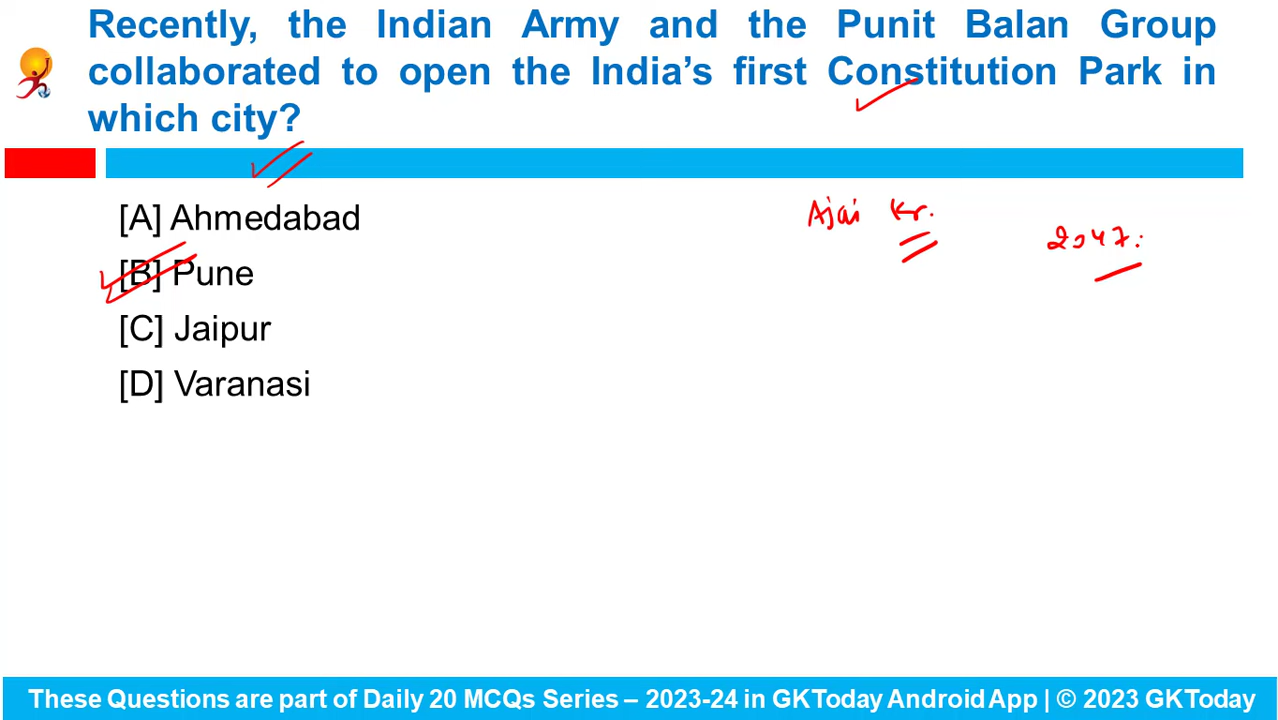 Recently, the Indian Army and the Punit Balan Group
collaborated to open the India's first Constitution Park in
which city?
[A] Ahmedabad
[B] Pune
[C] Jaipur
[D] Varanasi
Ajai Kr.
2047.
These Questions are part of Daily 20 MCQs Series – 2023-24 in GKToday Android App | © 2023 GKToday